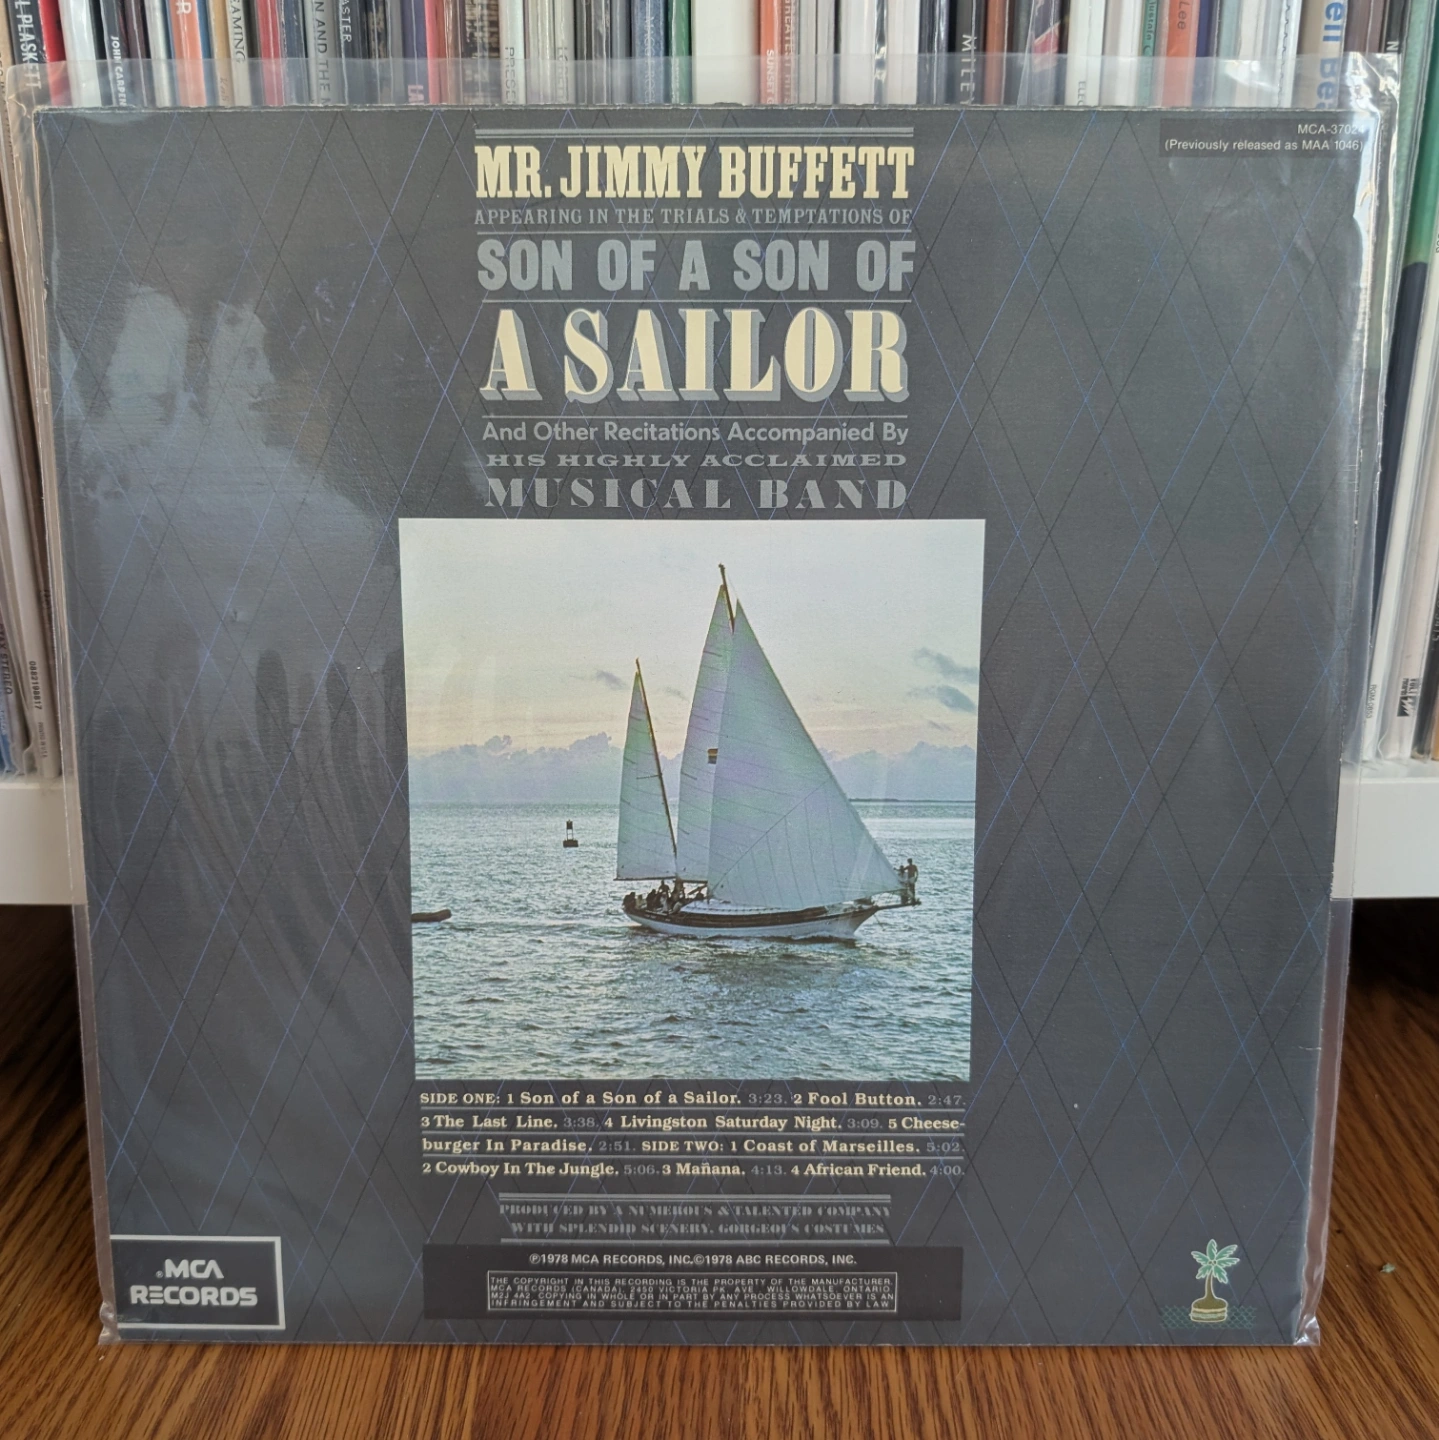 L PLASKETT
JOHN CARPEN
MILEY
Lee
MCA-37024
(Previously released as MAA 1046)
MR. JIMMY BUFFETT
APPEARING IN THE TRIALS & TEMPTATIONS OF
SON OF A SON OF
A SAILOR
And Other Recitations Accompanied By
HIS HIGHLY ACCLAIMED
MUSICAL BAND
SIDE ONE: 1 Son of a Son of a Sailor. 3:23. 2 Fool Button. 2:47.
3 The Last Line. 3:38. 4 Livingston Saturday Night. 3:09. 5 Cheese-
burger In Paradise. 2:51. SIDE TWO: 1 Coast of Marseilles. 5:02.
2 Cowboy In The Jungle. 5:06. 3 Mañana. 4:13. 4 African Friend. 4:00.
PRODUCED BY A NUMEROUS & TALENTED COMPANY
WITH SPLENDID SCENERY. GORGEOUS COSTUMES
℗1978 MCA RECORDS, INC.©1978 ABC RECORDS, INC.
THE COPYRIGHT IN THIS RECORDING IS THE PROPERTY OF THE MANUFACTURER.
MCA RECORDS (CANADA), 2450 VICTORIA PK. AVE. WILLOWDALE, ONTARIO.
M2J 4A2. COPYING IN WHOLE OR IN PART BY ANY PROCESS WHATSOEVER IS AN
INFRINGEMENT AND SUBJECT TO THE PENALTIES PROVIDED BY LAW
MCA
RECORDS